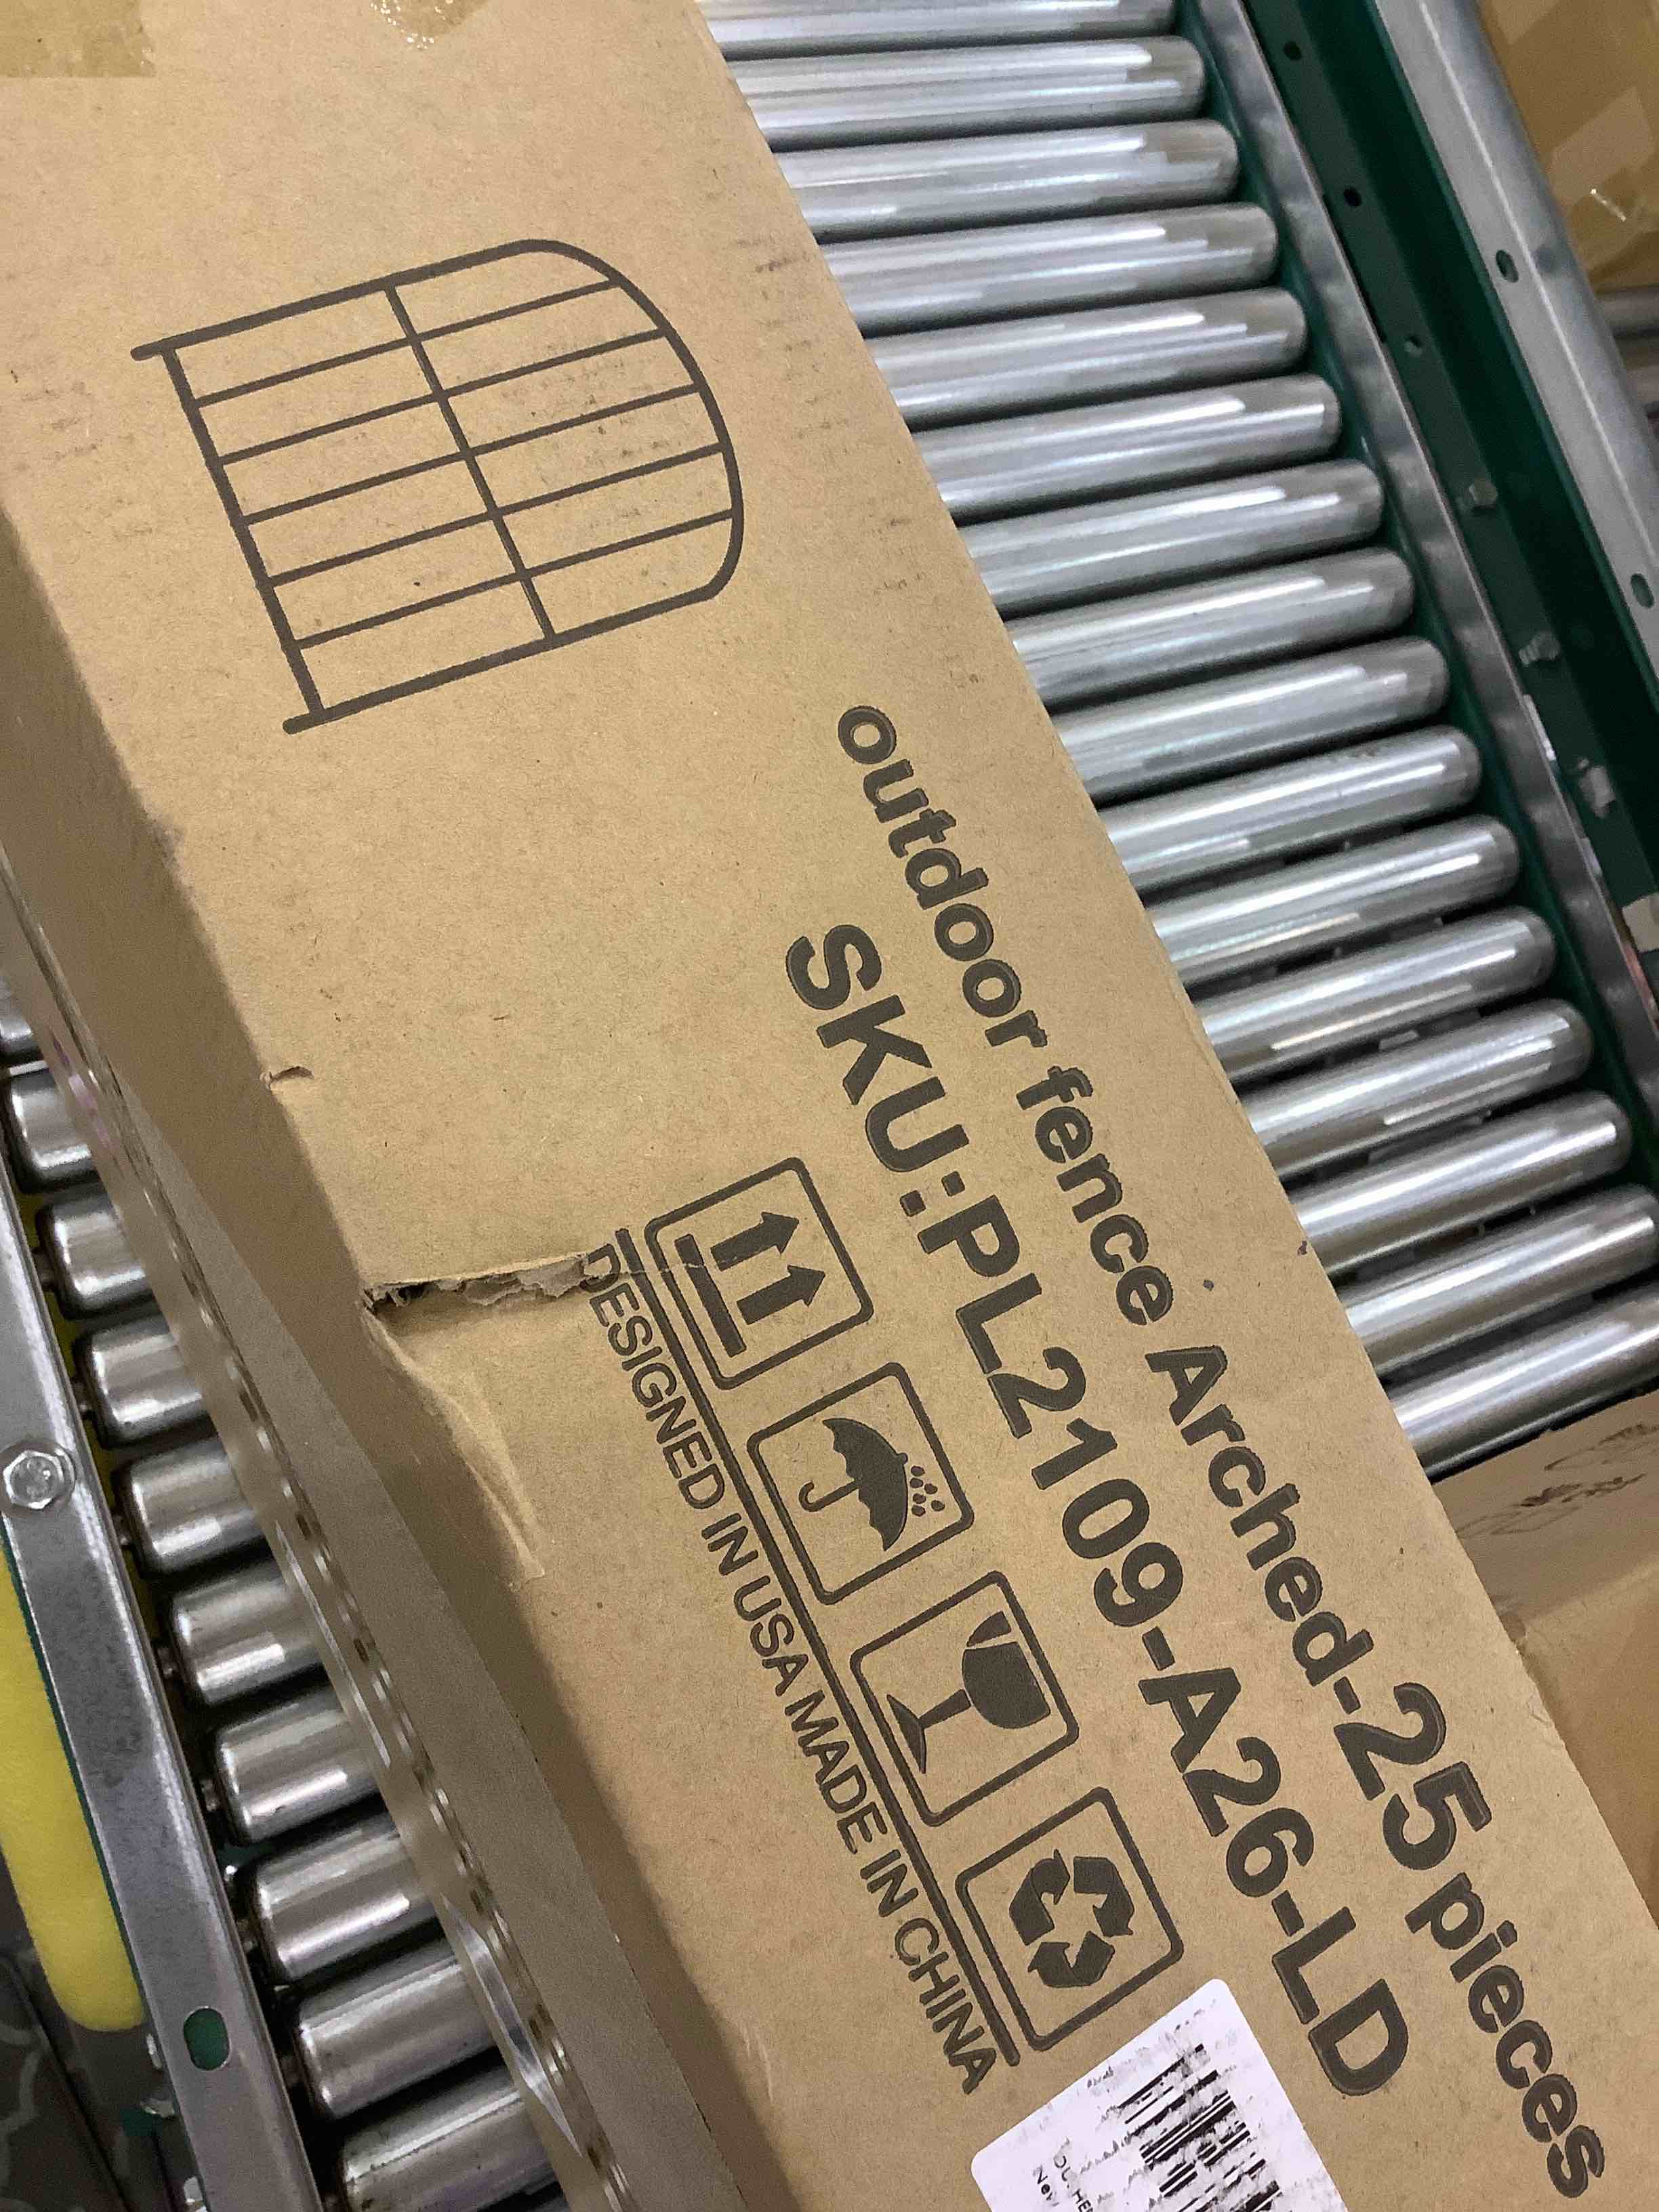 outdoor fence Arched-25 pieces
SKU:PL2109-A26-LD
DESIGNED IN USA MADE IN CHINA